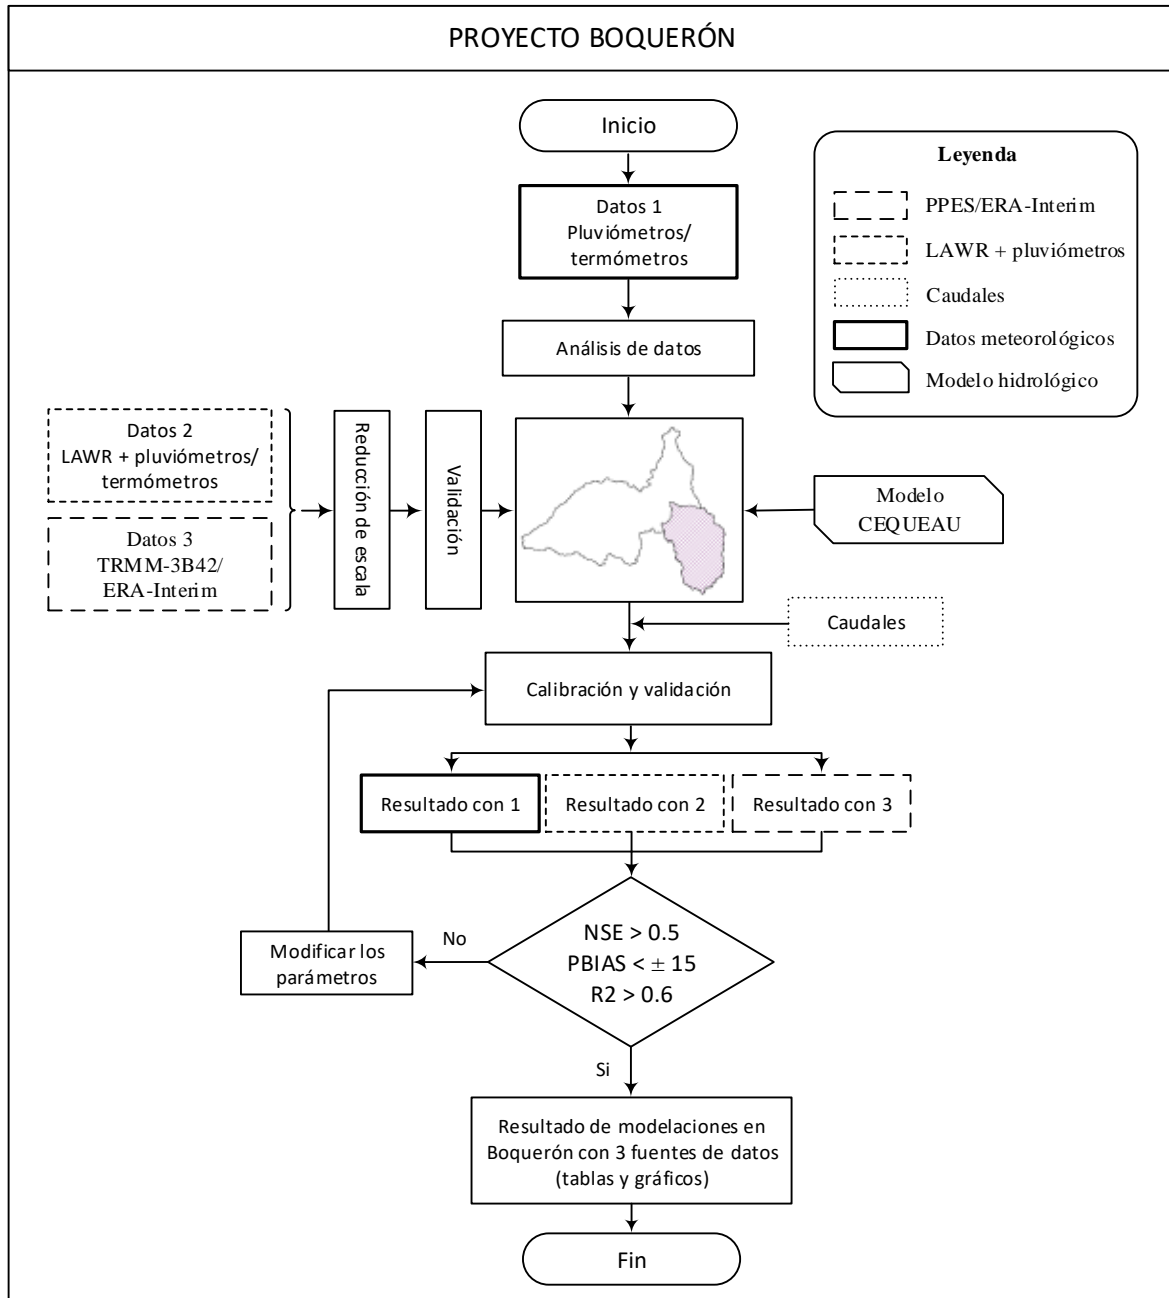 PROYECTO BOQUERÓN
Inicio
Datos 1
Pluviómetros/
termómetros
Análisis de datos
Leyenda
PPES/ERA-Interim
LAWR + pluviómetros
Caudales
Datos meteorológicos
Modelo hidrológico
Datos 2
LAWR + pluviómetros/
termómetros
Datos 3
TRMM-3B42/
ERA-Interim
Reducción de escala
Validación
Modelo
CEQUEAU
Caudales
Calibración y validación
Resultado con 1
Resultado con 2
Resultado con 3
NSE > 0.5
PBIAS < ± 15
R2 > 0.6
No
Modificar los
parámetros
Si
Resultado de modelaciones en
Boquerón con 3 fuentes de datos
(tablas y gráficos)
Fin